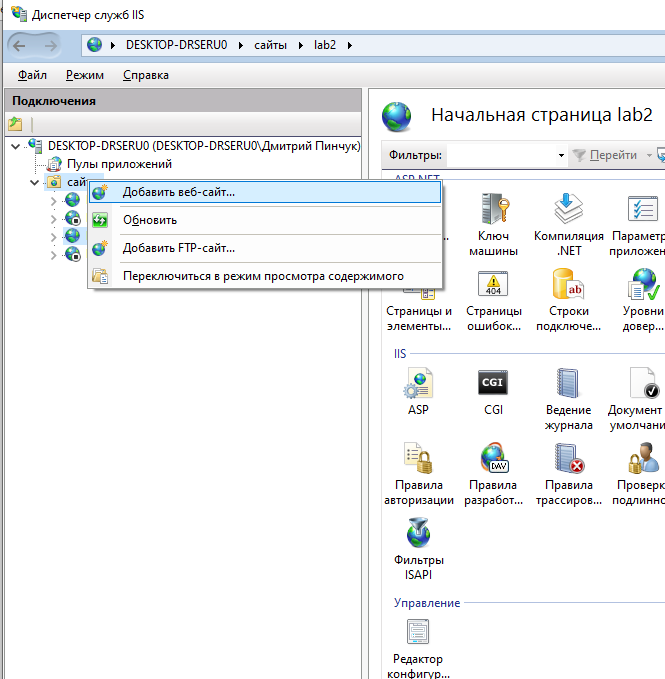 Диспетчер служб IIS
DESKTOP-DRSERU0 сайты lab2
Файл Режим Справка
Подключения
Начальная страница lab2
Фильтры: Перейти
DESKTOP-DRSERU0 (DESKTOP-DRSERU0\Дмитрий Пинчук)
Пулы приложений
сайт
Добавить веб-сайт...
Обновить
Добавить FTP-сайт...
Переключиться в режим просмотра содержимого
ASP.NET
Ключ
машины
Компиляция
.NET
Параметр
приложен
Страницы и
элементы...
Страницы
ошибок...
Строки
подключе...
Уровни
довер...
IIS
ASP
CGI
Ведение
журнала
Документ
умолчани
Правила
авторизации
Правила
разработ...
Правила
трассиров...
Проверк
подлинно
Фильтры
ISAPI
Управление
Редактор
конфигур...